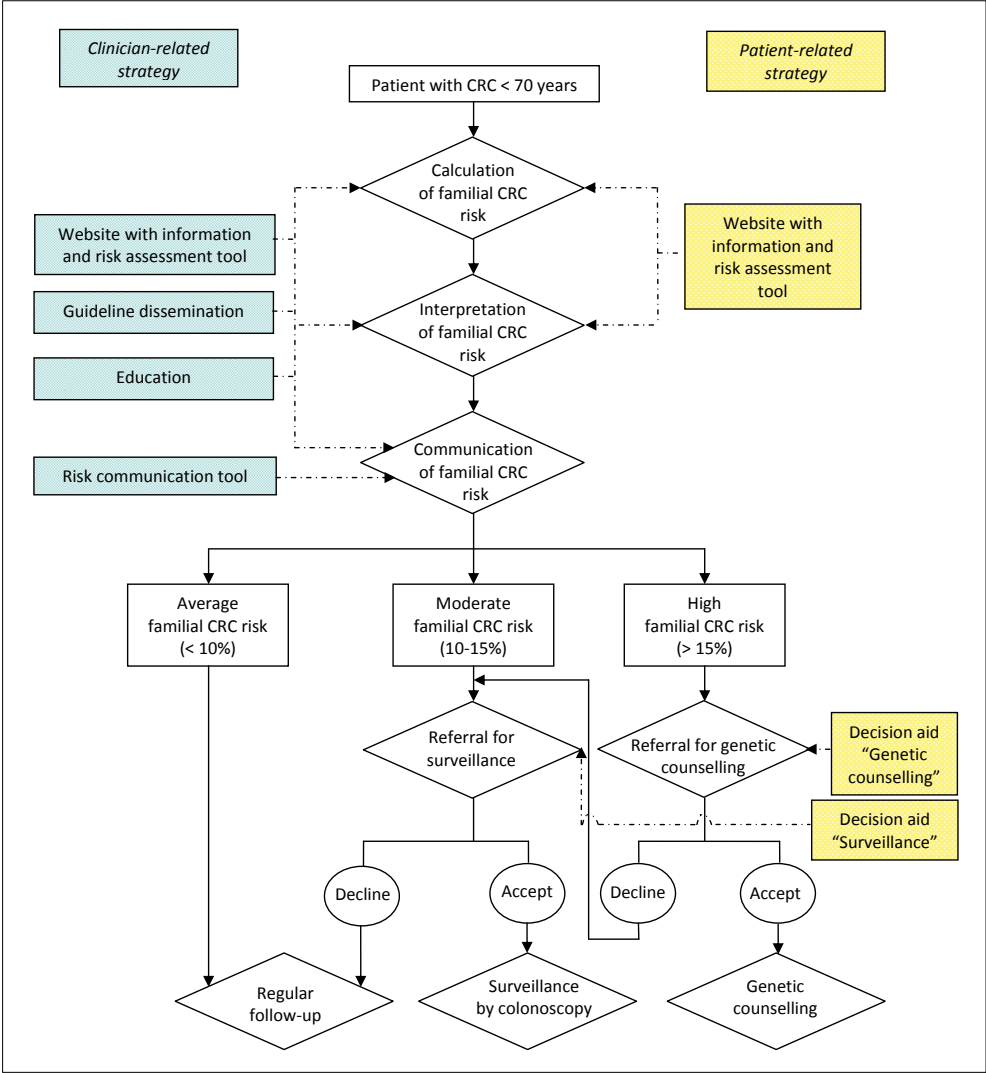 Clinician-related
strategy
Patient-related
strategy
Patient with CRC < 70 years
Calculation
of familial CRC
risk
Website with information
and risk assessment tool
Website with
information and
risk assessment
tool
Guideline dissemination
Interpretation
of familial CRC
risk
Education
Communication
of familial CRC
risk
Risk communication tool
Average
familial CRC risk
(< 10%)
Moderate
familial CRC risk
(10-15%)
High
familial CRC risk
(> 15%)
Referral for
surveillance
Referral for genetic
counselling
Decision aid
“Genetic
counselling”
Decision aid
“Surveillance”
Decline
Accept
Decline
Accept
Regular
follow-up
Surveillance
by colonoscopy
Genetic
counselling